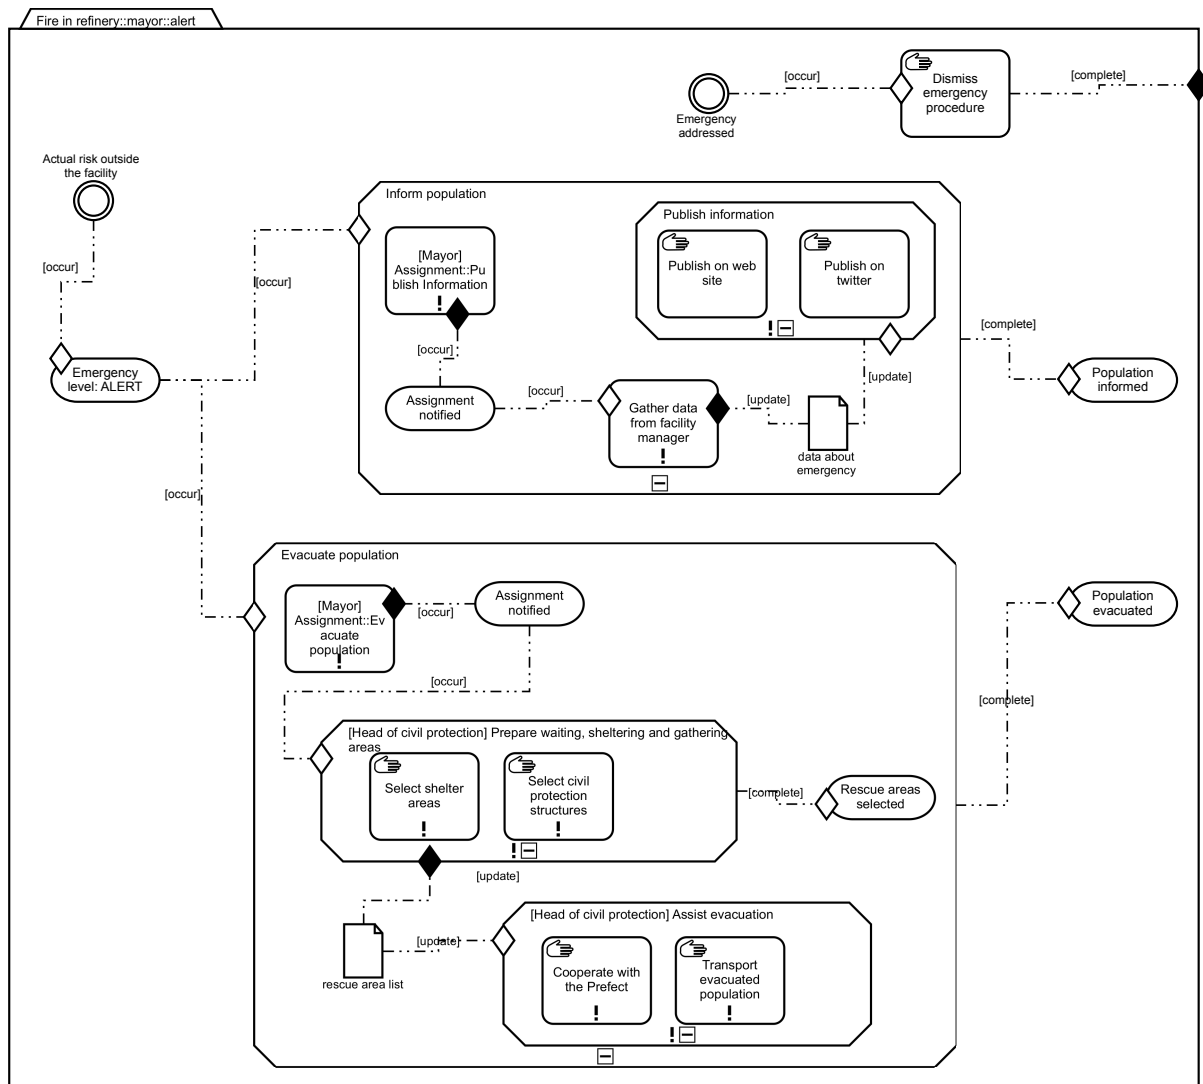 Fire in refinery::mayor::alert
[occur]
Dismiss
emergency
procedure
[complete]
Emergency
addressed
Actual risk outside
the facility
[occur]
Emergency
level: ALERT
[occur]
[occur]
Inform population
[Mayor]
Assignment::Pu
blish Information
!
[occur]
Assignment
notified
[occur]
Gather data
from facility
manager
!
[update]
data about
emergency
[update]
Publish information
Publish on web
site
Publish on
twitter
!
[complete]
Population
informed
Evacuate population
[Mayor]
Assignment::Ev
acuate
population
!
[occur]
Assignment
notified
[occur]
[Head of civil protection] Prepare waiting, sheltering and gathering
areas
Select shelter
areas
!
Select civil
protection
structures
!
!
[complete]
Rescue areas
selected
[update]
rescue area list
[update]
[Head of civil protection] Assist evacuation
Cooperate with
the Prefect
!
Transport
evacuated
population
!
!
[complete]
Population
evacuated